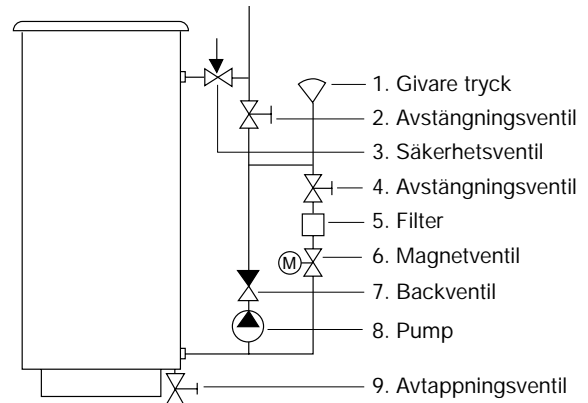 1. Givare tryck
2. Avstängningsventil
3. Säkerhetsventil
4. Avstängningsventil
5. Filter
6. Magnetventil
M
7. Backventil
8. Pump
9. Avtappningsventil